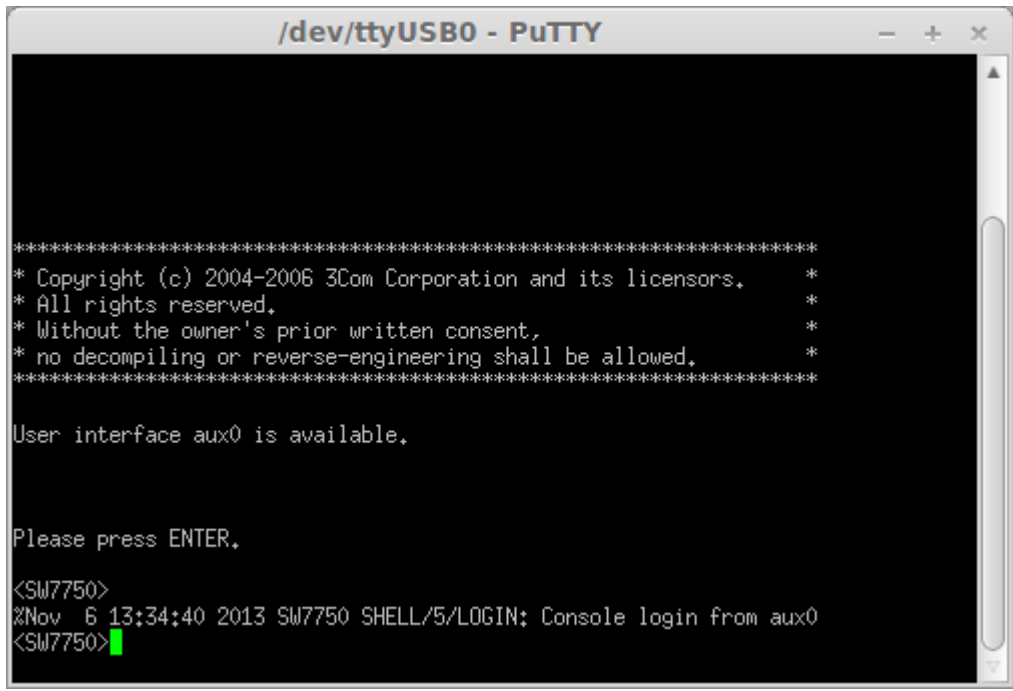 /dev/ttyUSB0 - PuTTY
*******************************************************************
* Copyright (c) 2004-2006 3Com Corporation and its licensors.     *
* All rights reserved.                                            *
* Without the owner's prior written consent,                      *
* no decompiling or reverse-engineering shall be allowed.         *
*******************************************************************
User interface aux0 is available.
Please press ENTER.
<SW7750>
%Nov  6 13:34:40 2013 SW7750 SHELL/5/LOGIN: Console login from aux0
<SW7750>